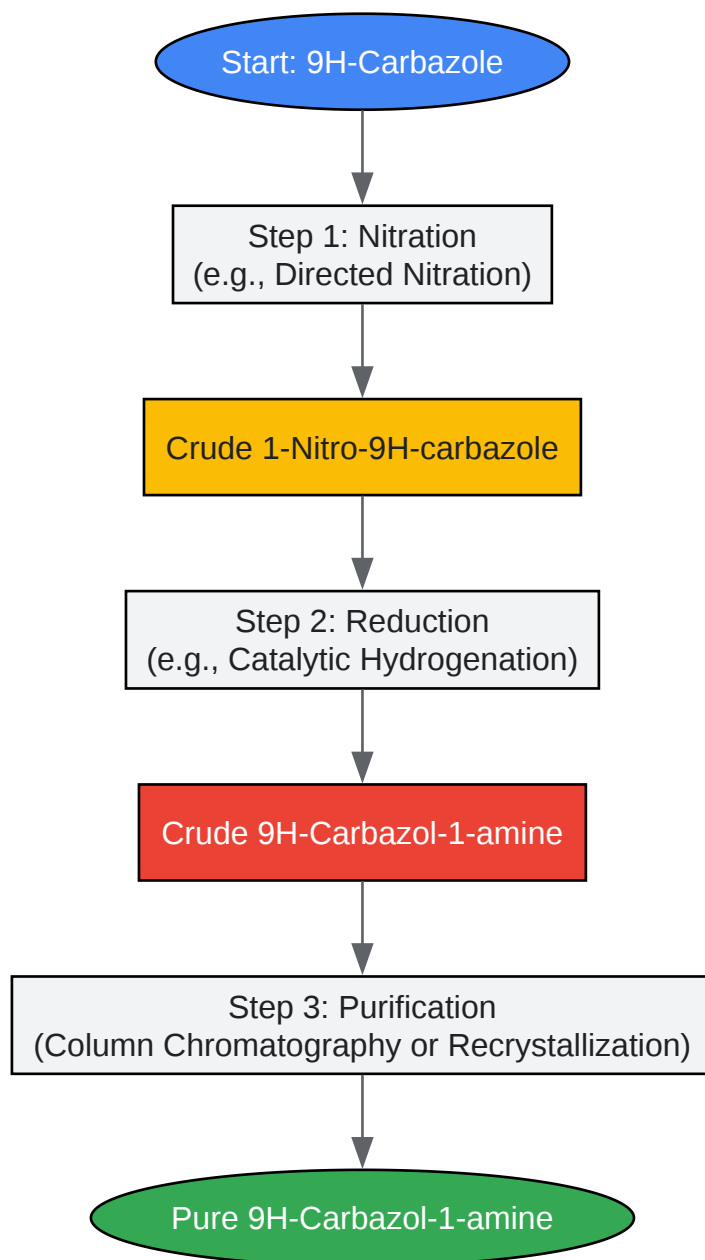 Start: 9H-Carbazole
Step 1: Nitration
(e.g., Directed Nitration)
Crude 1-Nitro-9H-carbazole
Step 2: Reduction
(e.g., Catalytic Hydrogenation)
Crude 9H-Carbazol-1-amine
Step 3: Purification
(Column Chromatography or Recrystallization)
Pure 9H-Carbazol-1-amine